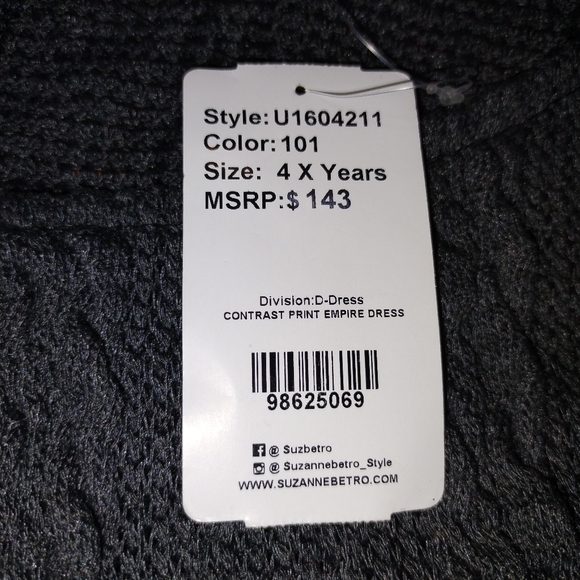 Style: U1604211
Color: 101
Size: 4 X Years
MSRP:$ 143
Division:D-Dress
CONTRAST PRINT EMPIRE DRESS
98625069
@ Suzbetro
@ Suzannebetro_Style
WWW.SUZANNEBETRO.COM